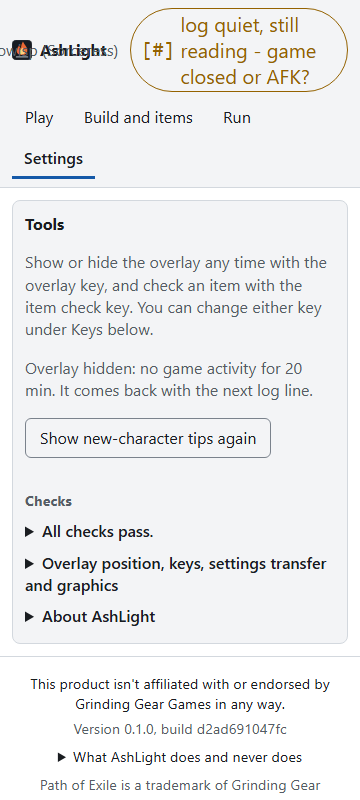 AshLight
[#] log quiet, still
reading - game
closed or AFK?
Play Build and items Run
Settings
Tools
Show or hide the overlay any time with the
overlay key, and check an item with the
item check key. You can change either key
under Keys below.
Overlay hidden: no game activity for 20
min. It comes back with the next log line.
Show new-character tips again
Checks
▶ All checks pass.
▶ Overlay position, keys, settings transfer
and graphics
▶ About AshLight
This product isn't affiliated with or endorsed by
Grinding Gear Games in any way.
Version 0.1.0, build d2ad691047fc
▶ What AshLight does and never does
Path of Exile is a trademark of Grinding Gear